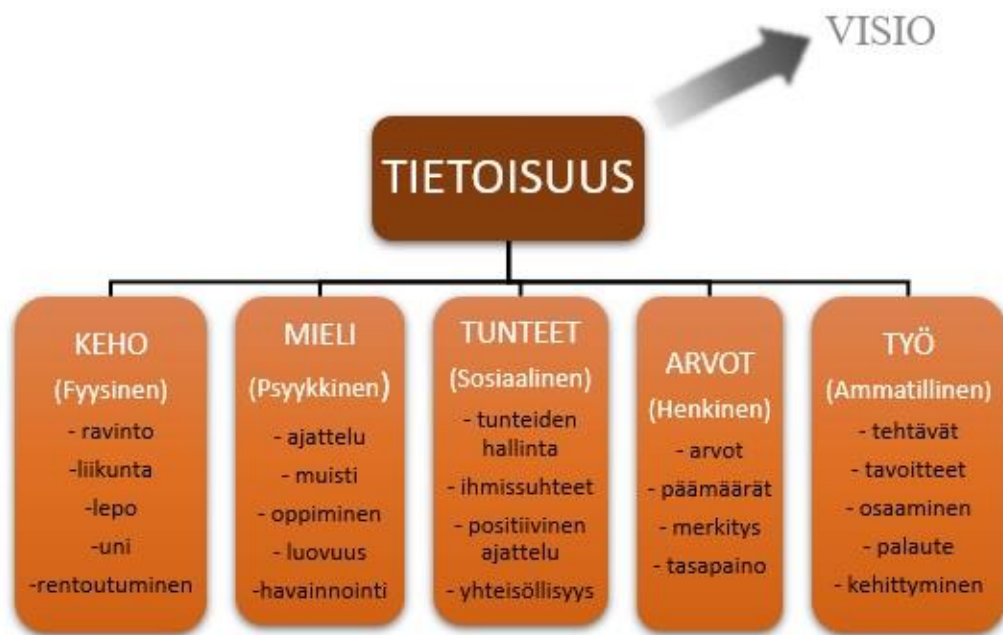 VISIO
TIETOISUUS
KEHO
(Fyysinen)
- ravinto
-liikunta
-lepo
-uni
-rentoutuminen
MIELI
(Psyykkinen)
- ajattelu
- muisti
- oppiminen
- luovuus
-havainnointi
TUNTEET
(Sosiaalinen)
- tunteiden
hallinta
- ihmissuhteet
- positiivinen
ajattelu
- yhteisöllisyys
ARVOT
(Henkinen)
- arvot
- päämäärät
- merkitys
- tasapaino
TYÖ
(Ammatillinen)
- tehtävät
- tavoitteet
- osaaminen
- palaute
- kehittyminen